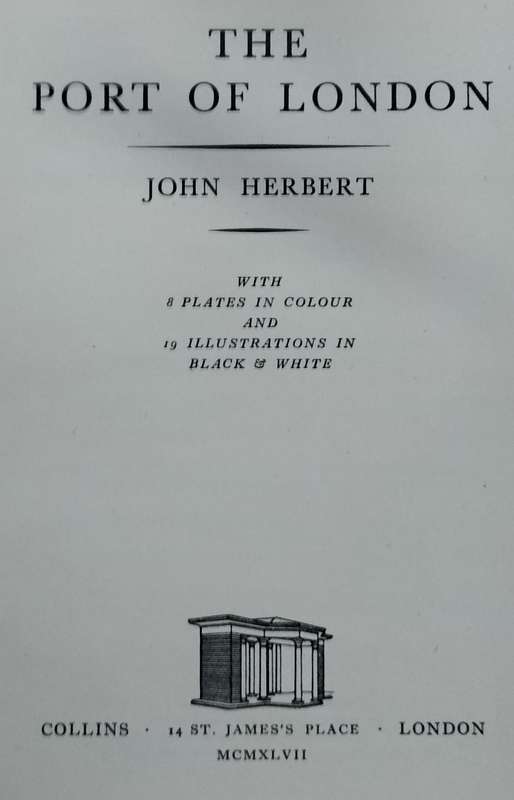 THE
PORT OF LONDON
JOHN HERBERT
WITH
8 PLATES IN COLOUR
AND
19 ILLUSTRATIONS IN
BLACK & WHITE
COLLINS · 14 ST. JAMES'S PLACE · LONDON
MCMXLVII